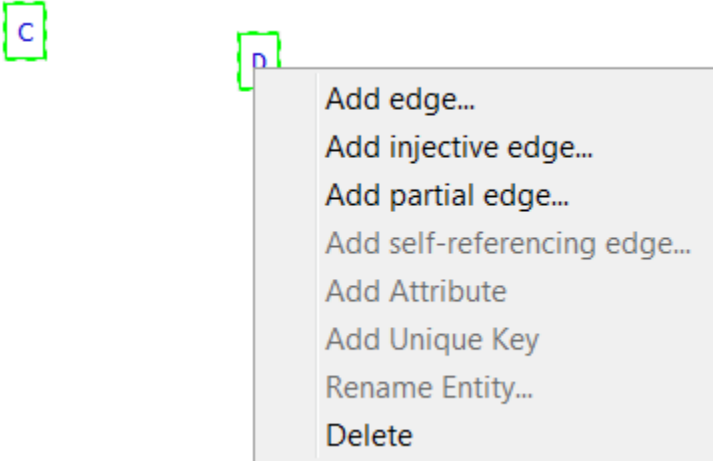 C
D
Add edge...
Add injective edge...
Add partial edge...
Add self-referencing edge...
Add Attribute
Add Unique Key
Rename Entity...
Delete